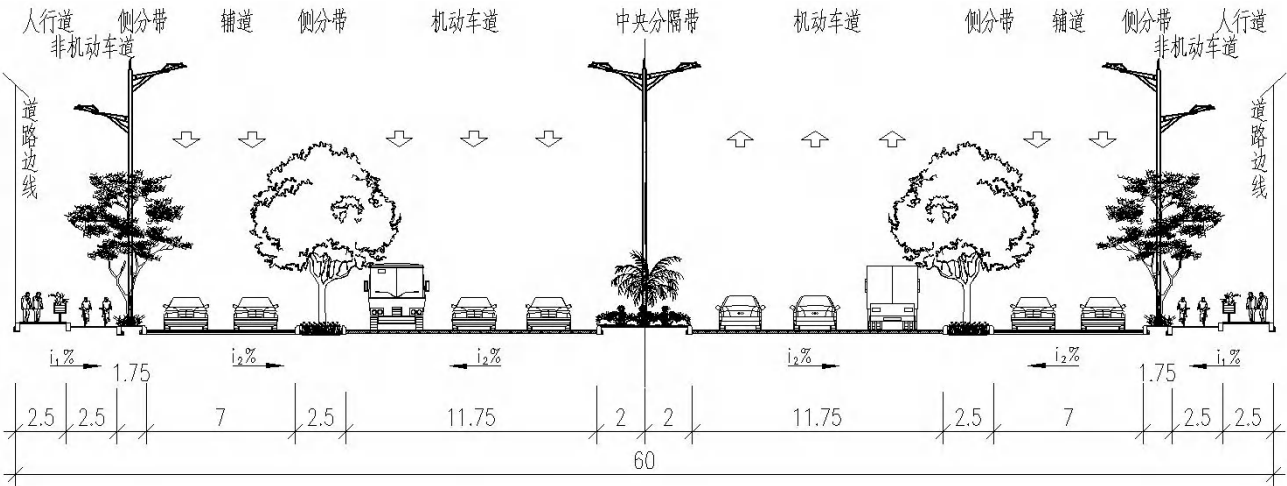 人行道 侧分带 辅道 侧分带 机动车道 中央分隔带 机动车道 侧分带 辅道 侧分带 人行道
非机动车道 非机动车道
道路边线 道路边线
i₁% i₂% i₂% i₂% i₂% i₁%
1.75 1.75
2.5 2.5 7 2.5 11.75 2 2 11.75 2.5 7 2.5 2.5
60